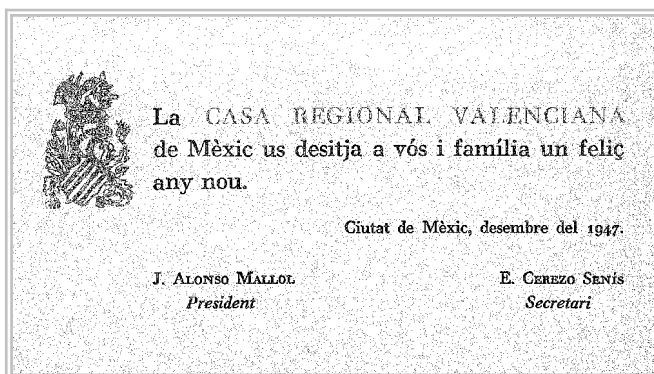 La CASA REGIONAL VALENCIANA
de Mèxic us desitja a vós i família un feliç
any nou.
Ciutat de Mèxic, desembre del 1947.
J. ALONSO MALLOL
President
E. CEREZO SENÍS
Secretari